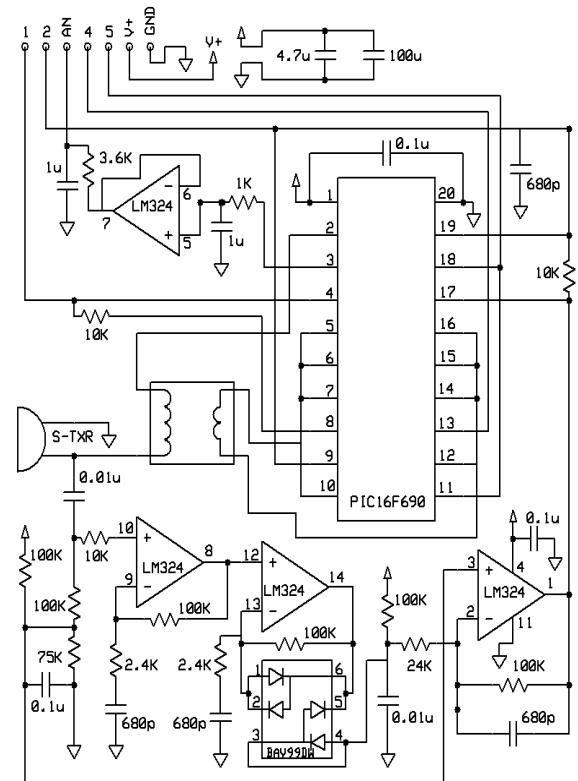 1 2 AN 4 5 V+ GND
V+
4.7u 100u
0.1u
3.6K
1u
LM324
6
7
5
1K
1u
680p
10K
1 20
2 19
3 18
4 17
5 16
6 15
7 14
8 13
9 12
10 11
PIC16F690
10K
S-TXR
0.01u
100K
10K
10
9
8
LM324
100K
12
13
14
LM324
100K
100K
75K
0.1u
2.4K
680p
2.4K
680p
1 6
2 5
3 4
BAV99DW
100K
24K
0.01u
3
2
4
11
1
LM324
0.1u
100K
680p